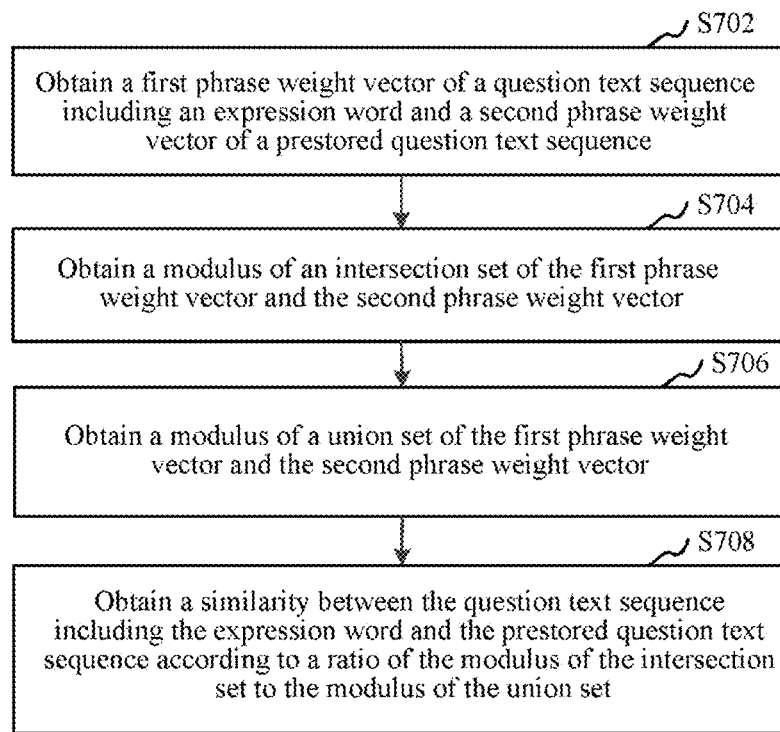 S702
Obtain a first phrase weight vector of a question text sequence
including an expression word and a second phrase weight
vector of a prestored question text sequence
S704
Obtain a modulus of an intersection set of the first phrase
weight vector and the second phrase weight vector
S706
Obtain a modulus of a union set of the first phrase weight
vector and the second phrase weight vector
S708
Obtain a similarity between the question text sequence
including the expression word and the prestored question text
sequence according to a ratio of the modulus of the intersection
set to the modulus of the union set